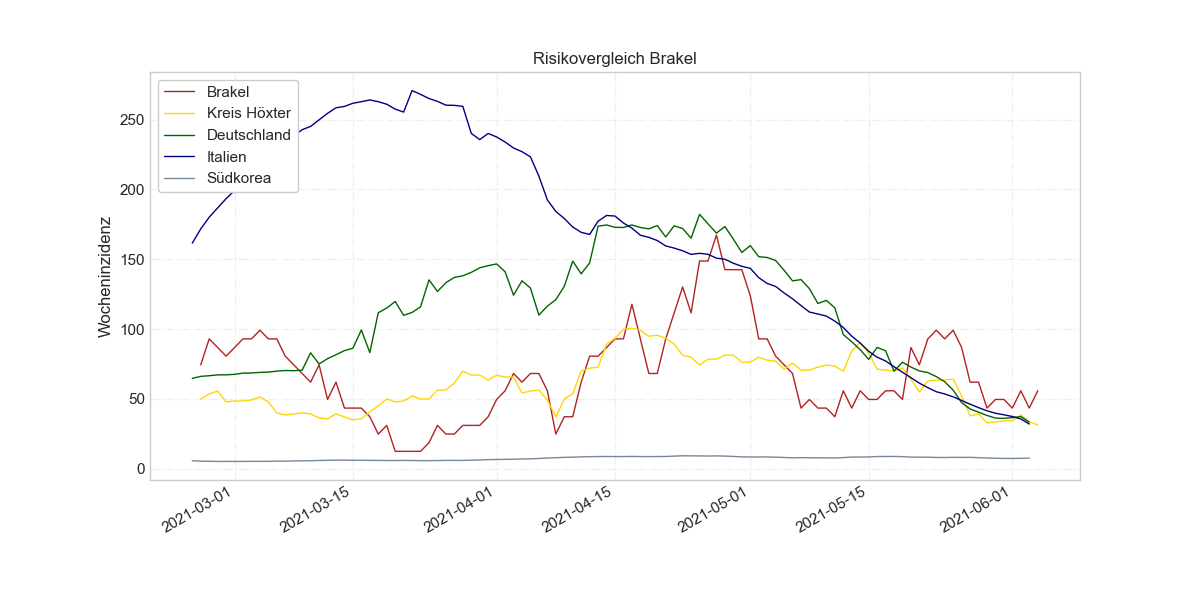 Risikovergleich Brakel
Brakel
Kreis Höxter
Deutschland
Italien
Südkorea
Wocheninzidenz
250
200
150
100
50
0
2021-03-01
2021-03-15
2021-04-01
2021-04-15
2021-05-01
2021-05-15
2021-06-01